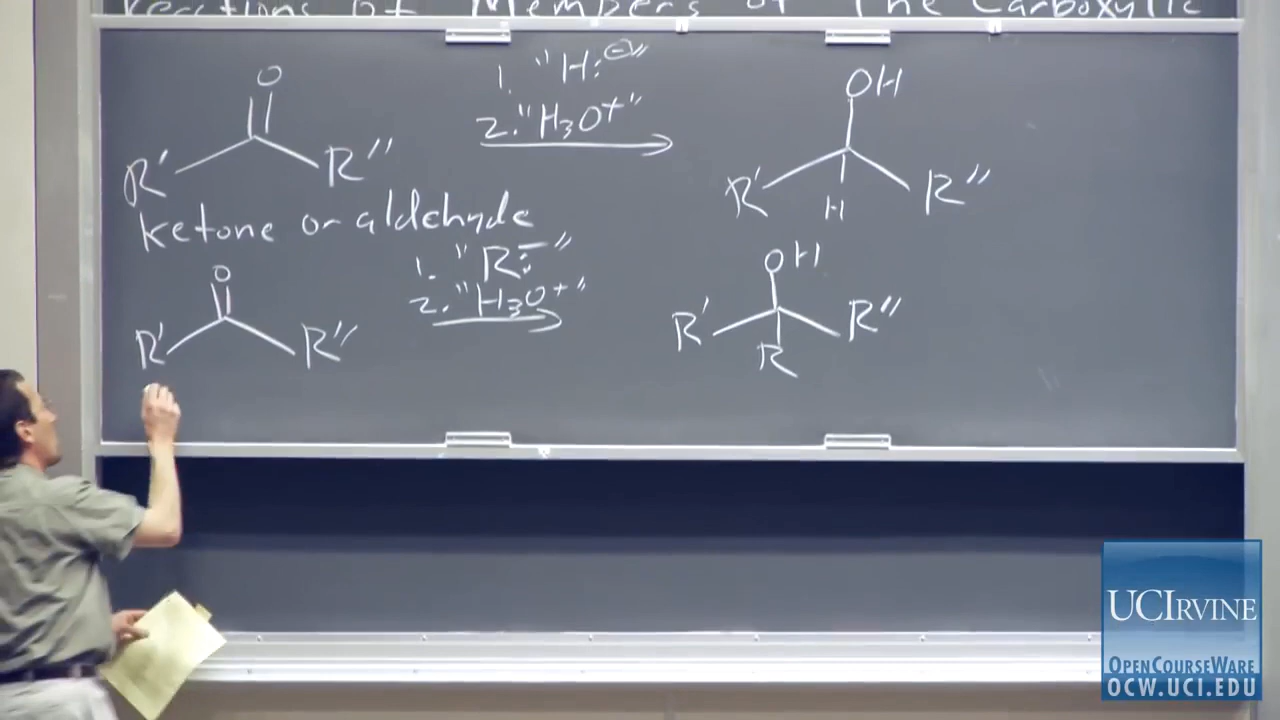 Reactions of Members of The Carboxylic
O
1. "H:⊖"
2. "H3O+"
OH
R' R"
R' H R"
ketone or aldehyde
1. "R:−"
2. "H3O+"
O
OH
R' R"
R' R R"
UCIRVINE
OPENCOURSEWARE
OCW.UCI.EDU